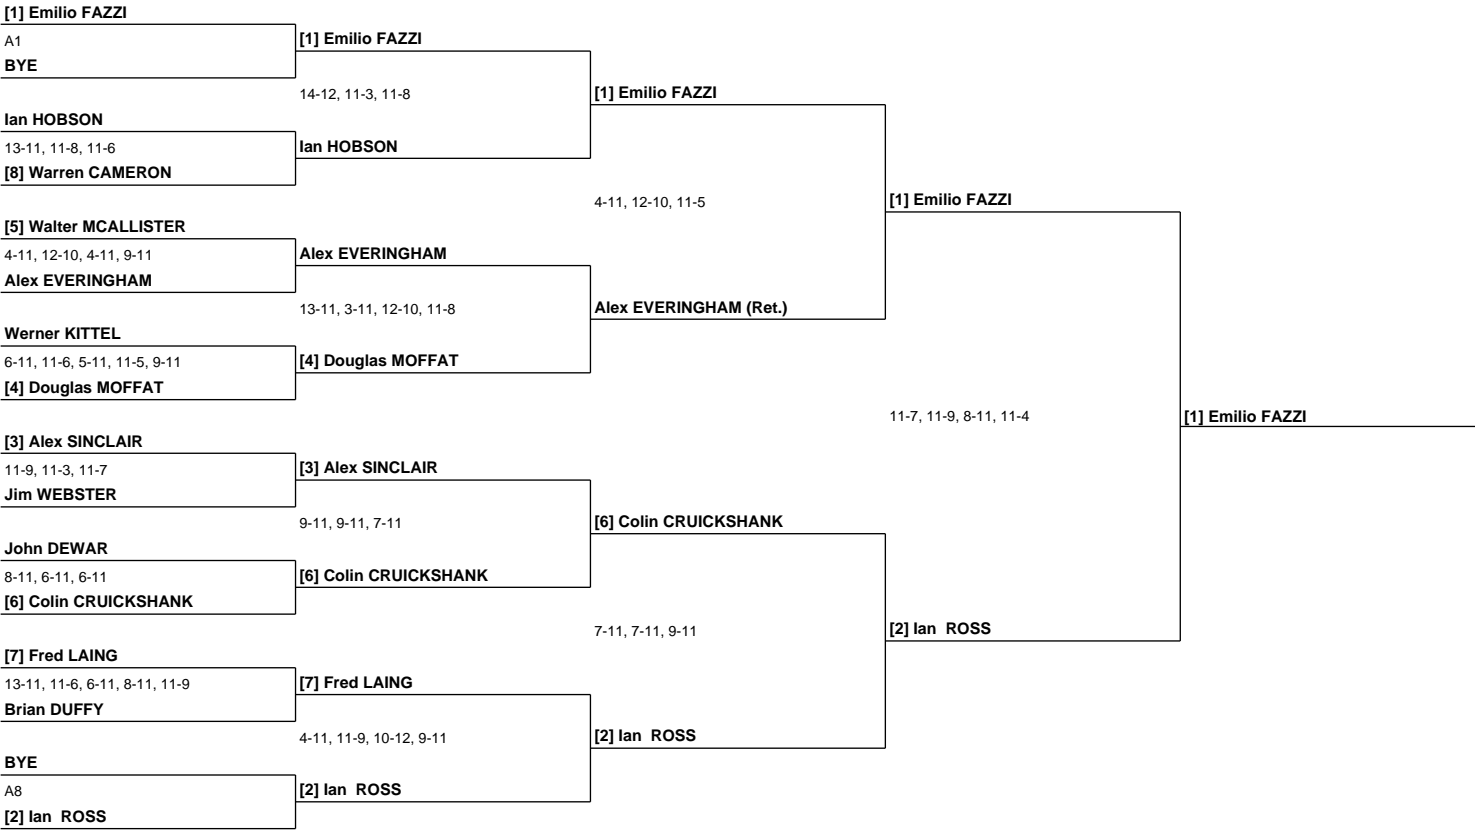 [1] Emilio FAZZI
A1
BYE
Ian HOBSON
13-11, 11-8, 11-6
[8] Warren CAMERON
[5] Walter MCALLISTER
4-11, 12-10, 4-11, 9-11
Alex EVERINGHAM
Werner KITTEL
6-11, 11-6, 5-11, 11-5, 9-11
[4] Douglas MOFFAT
[3] Alex SINCLAIR
11-9, 11-3, 11-7
Jim WEBSTER
John DEWAR
8-11, 6-11, 6-11
[6] Colin CRUICKSHANK
[7] Fred LAING
13-11, 11-6, 6-11, 8-11, 11-9
Brian DUFFY
BYE
A8
[2] Ian  ROSS
[1] Emilio FAZZI
14-12, 11-3, 11-8
Ian HOBSON
Alex EVERINGHAM
13-11, 3-11, 12-10, 11-8
[4] Douglas MOFFAT
[3] Alex SINCLAIR
9-11, 9-11, 7-11
[6] Colin CRUICKSHANK
[7] Fred LAING
4-11, 11-9, 10-12, 9-11
[2] Ian  ROSS
[1] Emilio FAZZI
4-11, 12-10, 11-5
Alex EVERINGHAM (Ret.)
[6] Colin CRUICKSHANK
7-11, 7-11, 9-11
[2] Ian  ROSS
[1] Emilio FAZZI
11-7, 11-9, 8-11, 11-4
[2] Ian  ROSS
[1] Emilio FAZZI